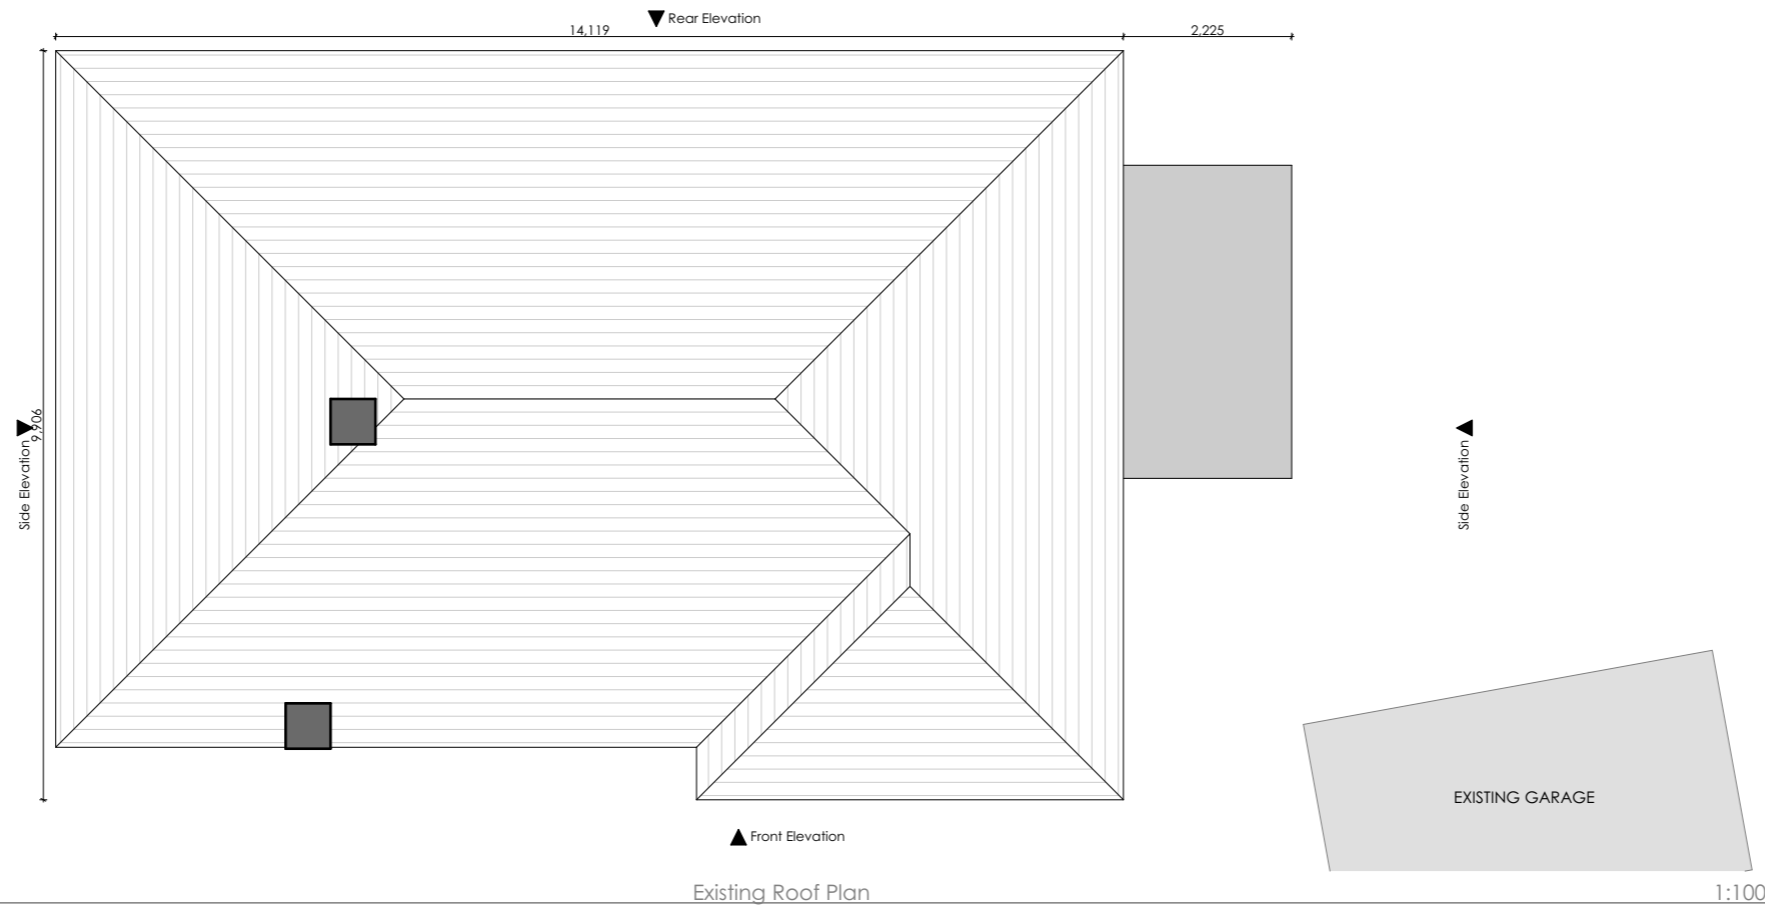 Rear Elevation
14,119
2,225
9,906
Side Elevation
Side Elevation
EXISTING GARAGE
Front Elevation
Existing Roof Plan
1:100